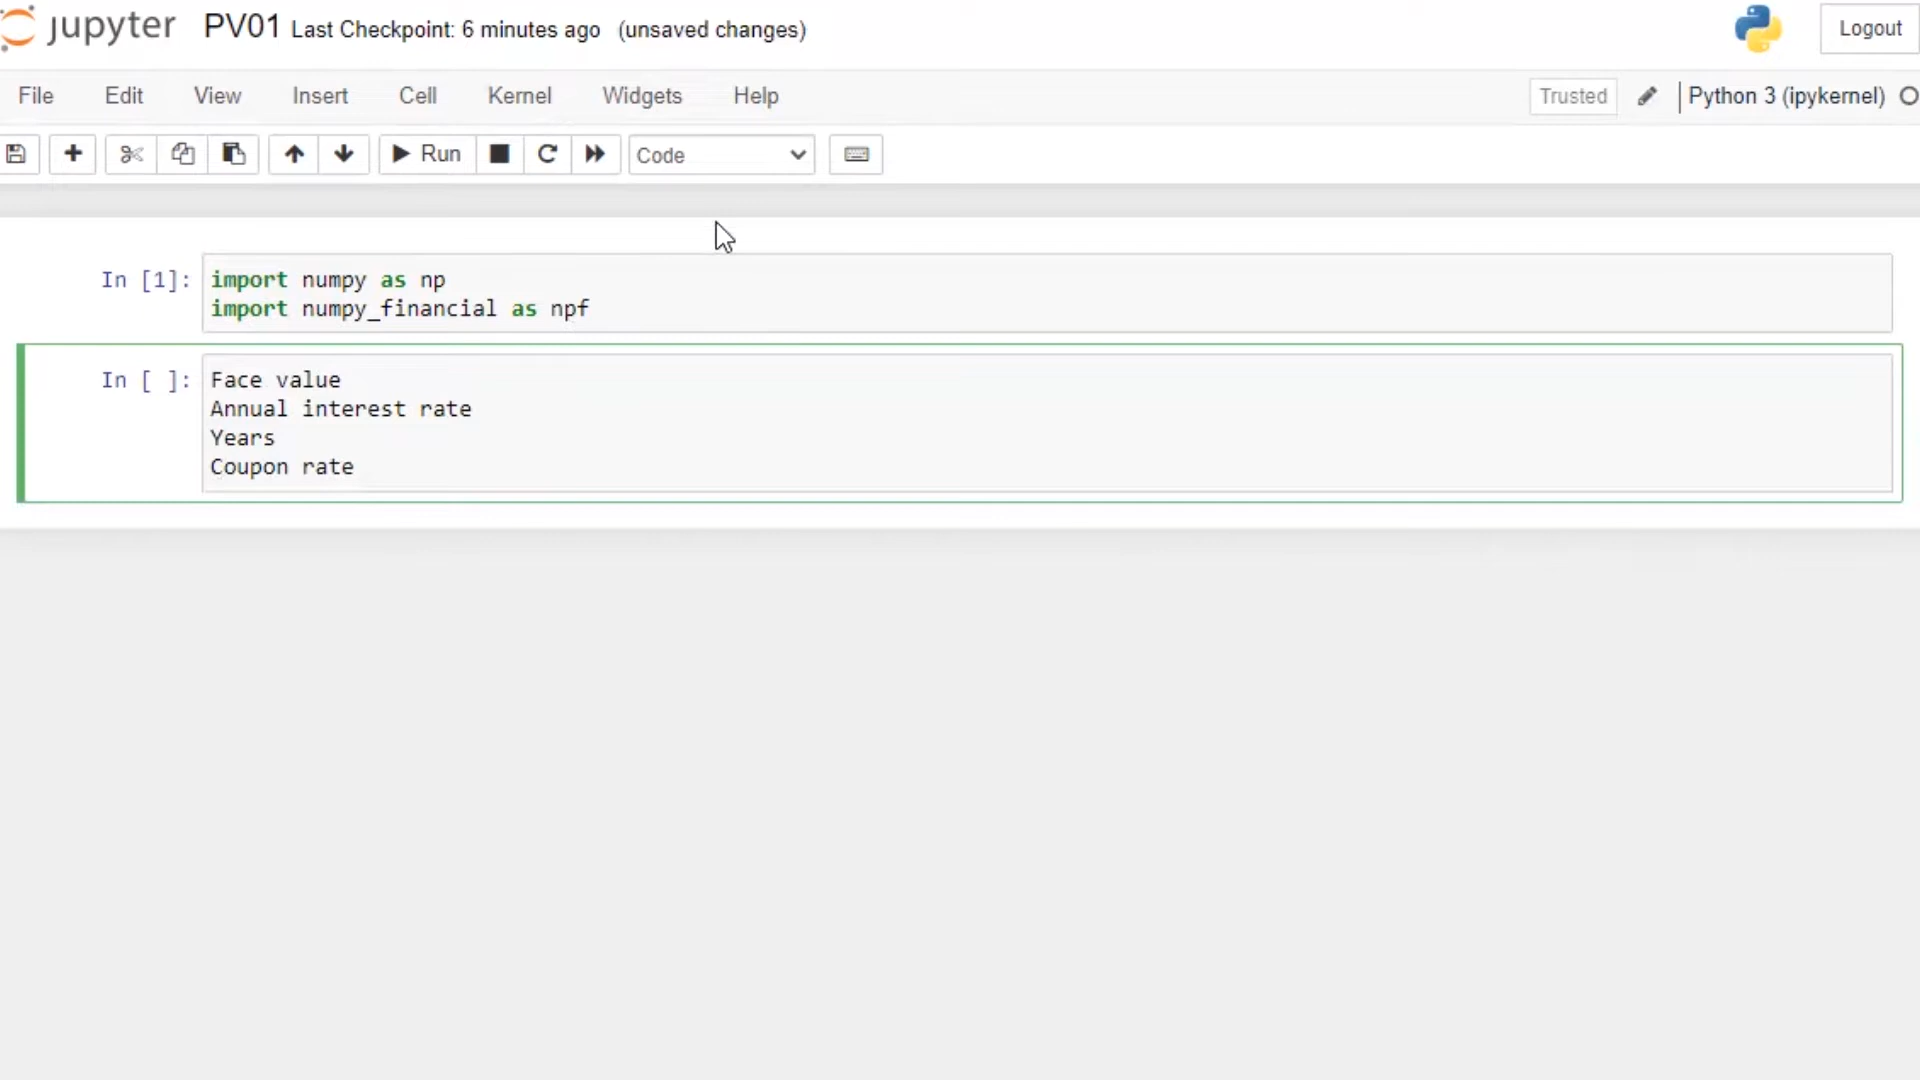 jupyter PV01 Last Checkpoint: 6 minutes ago (unsaved changes) Logout
File Edit View Insert Cell Kernel Widgets Help Trusted Python 3 (ipykernel)
Run Code
In [1]: import numpy as np
import numpy_financial as npf
In [ ]: Face value
Annual interest rate
Years
Coupon rate